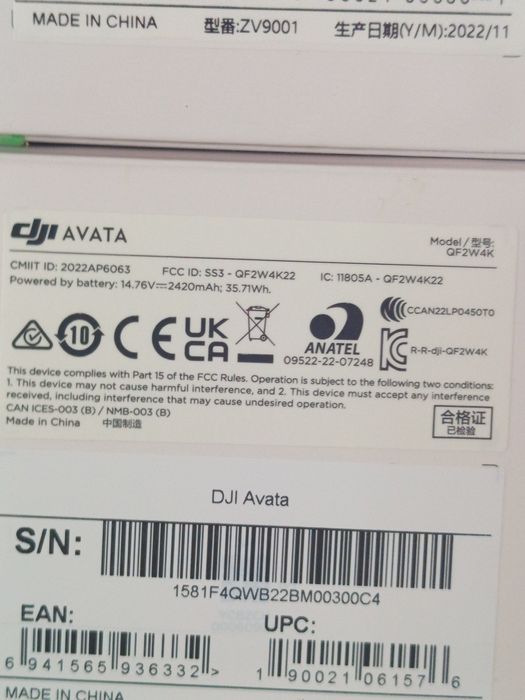 MADE IN CHINA 型番:ZV9001 生产日期(Y/M):2022/11
dji AVATA
Model/型号:
QF2W4K
CMIIT ID: 2022AP6063 FCC ID: SS3 - QF2W4K22 IC: 11805A - QF2W4K22
Powered by battery: 14.76V⎓2420mAh; 35.71Wh.
10 CE UK CA ANATEL
09522-22-07248
CCAN22LP0450T0
R-R-dji-QF2W4K
This device complies with Part 15 of the FCC Rules. Operation is subject to the following two conditions:
1. This device may not cause harmful interference, and 2. This device must accept any interference
received, including interference that may cause undesired operation.
CAN ICES-003 (B) / NMB-003 (B)
Made in China 中国制造
合格证
已检验
DJI Avata
S/N:
1581F4QWB22BM00300C4
EAN:
6 941565 936332 >
UPC:
1 90021 06157 6
MADE IN CHINA